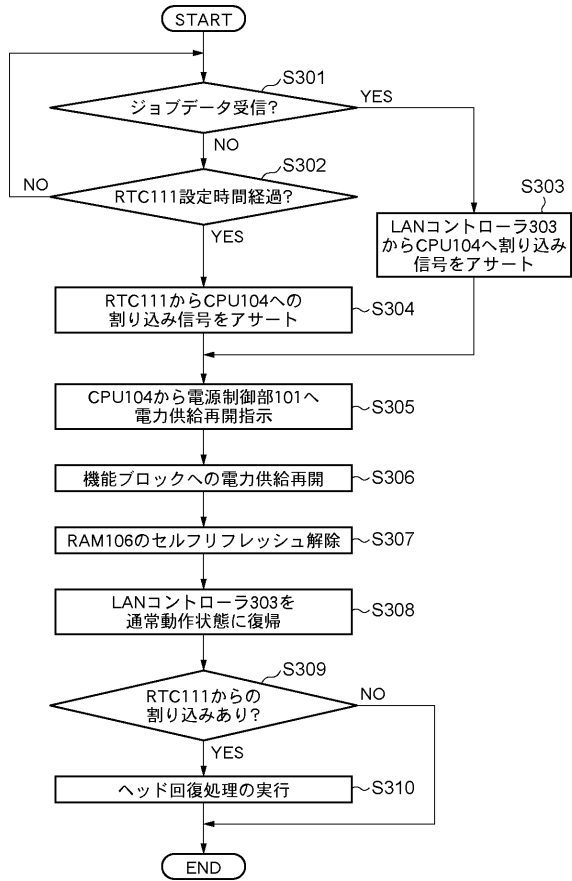 START
S301
ジョブデータ受信?
YES
NO
S302
RTC111設定時間経過?
NO
YES
S303
LANコントローラ303
からCPU104へ割り込み
信号をアサート
RTC111からCPU104への
割り込み信号をアサート
S304
CPU104から電源制御部101へ
電力供給再開指示
S305
機能ブロックへの電力供給再開
S306
RAM106のセルフリフレッシュ解除
S307
LANコントローラ303を
通常動作状態に復帰
S308
S309
RTC111からの
割り込みあり?
NO
YES
ヘッド回復処理の実行
S310
END